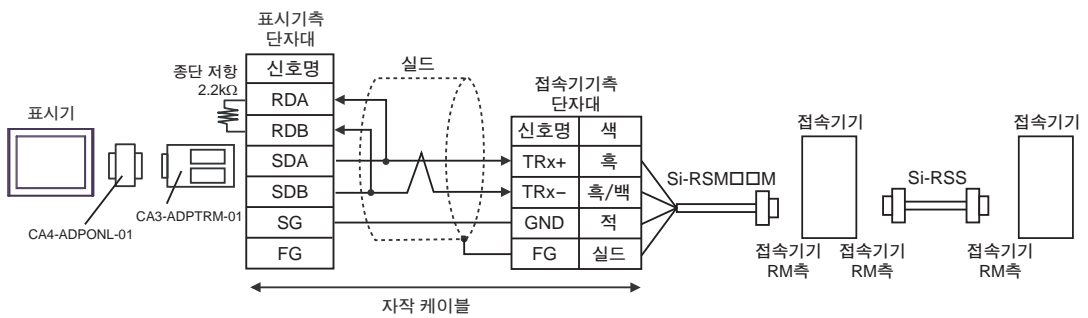 표시기
CA4-ADPONL-01
CA3-ADPTRM-01
종단 저항
2.2kΩ
표시기측
단자대
신호명
RDA
RDB
SDA
SDB
SG
FG
실드
접속기기측
단자대
신호명 색
TRx+ 흑
TRx− 흑/백
GND 적
FG 실드
자작 케이블
Si-RSM□□M
접속기기
접속기기
RM측
접속기기
RM측
Si-RSS
접속기기
접속기기
RM측